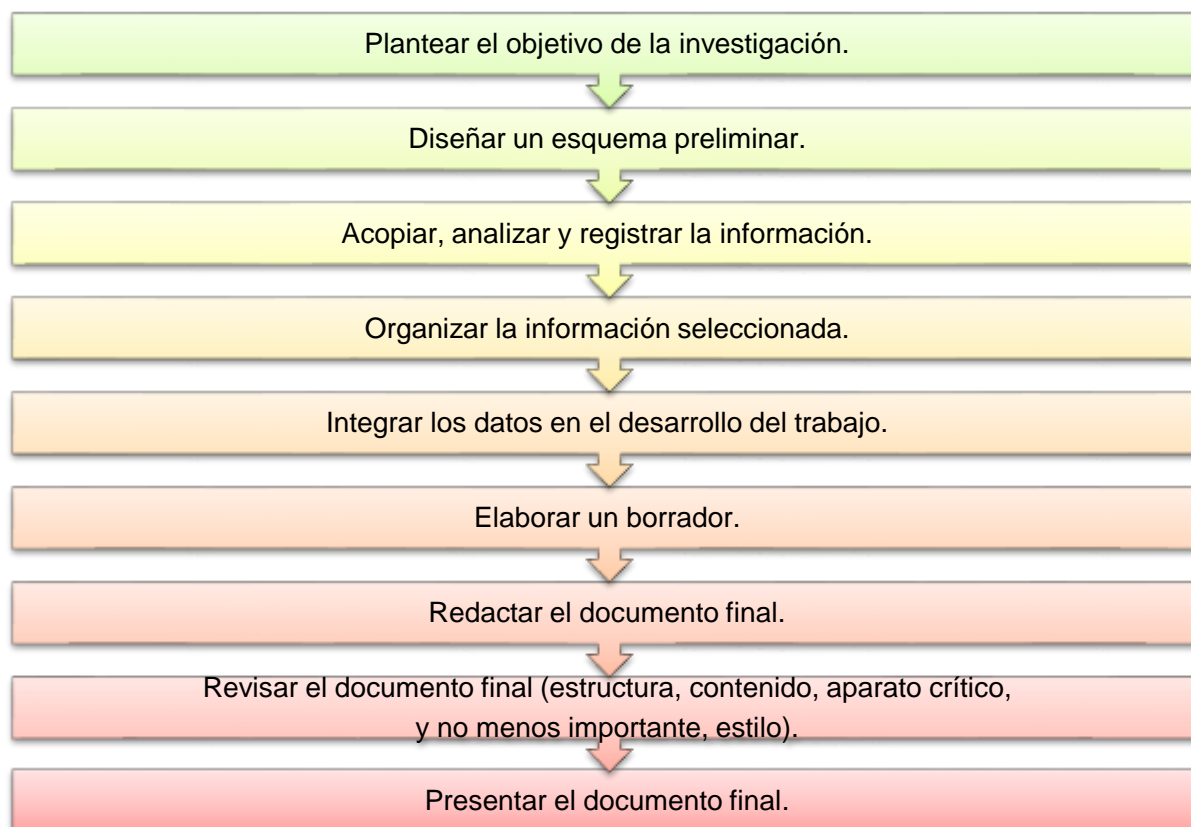 Plantear el objetivo de la investigación.
Diseñar un esquema preliminar.
Acopiar, analizar y registrar la información.
Organizar la información seleccionada.
Integrar los datos en el desarrollo del trabajo.
Elaborar un borrador.
Redactar el documento final.
Revisar el documento final (estructura, contenido, aparato crítico,
y no menos importante, estilo).
Presentar el documento final.